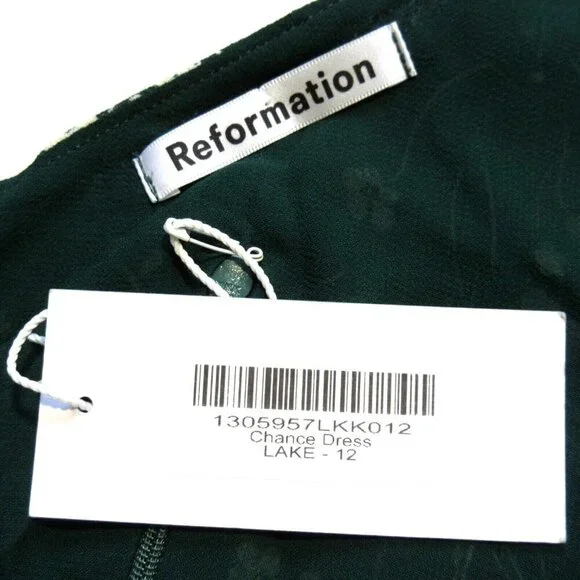 Reformation
1305957LKK012
Chance Dress
LAKE - 12